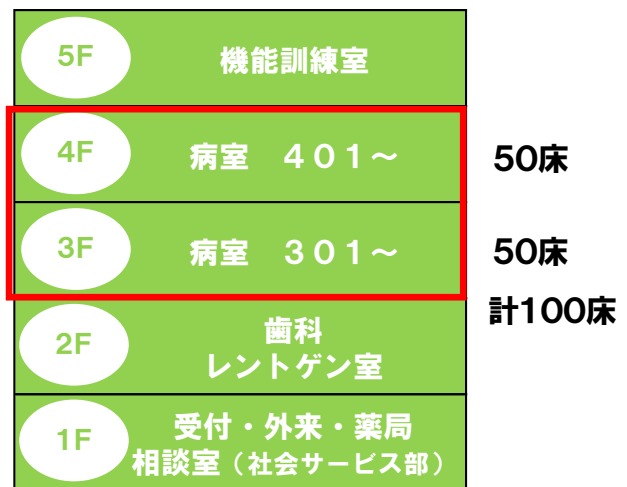 5F 機能訓練室
4F 病室　４０１～ 50床
3F 病室　３０１～ 50床
計100床
2F 歯科
レントゲン室
1F 受付・外来・薬局
相談室（社会サービス部）